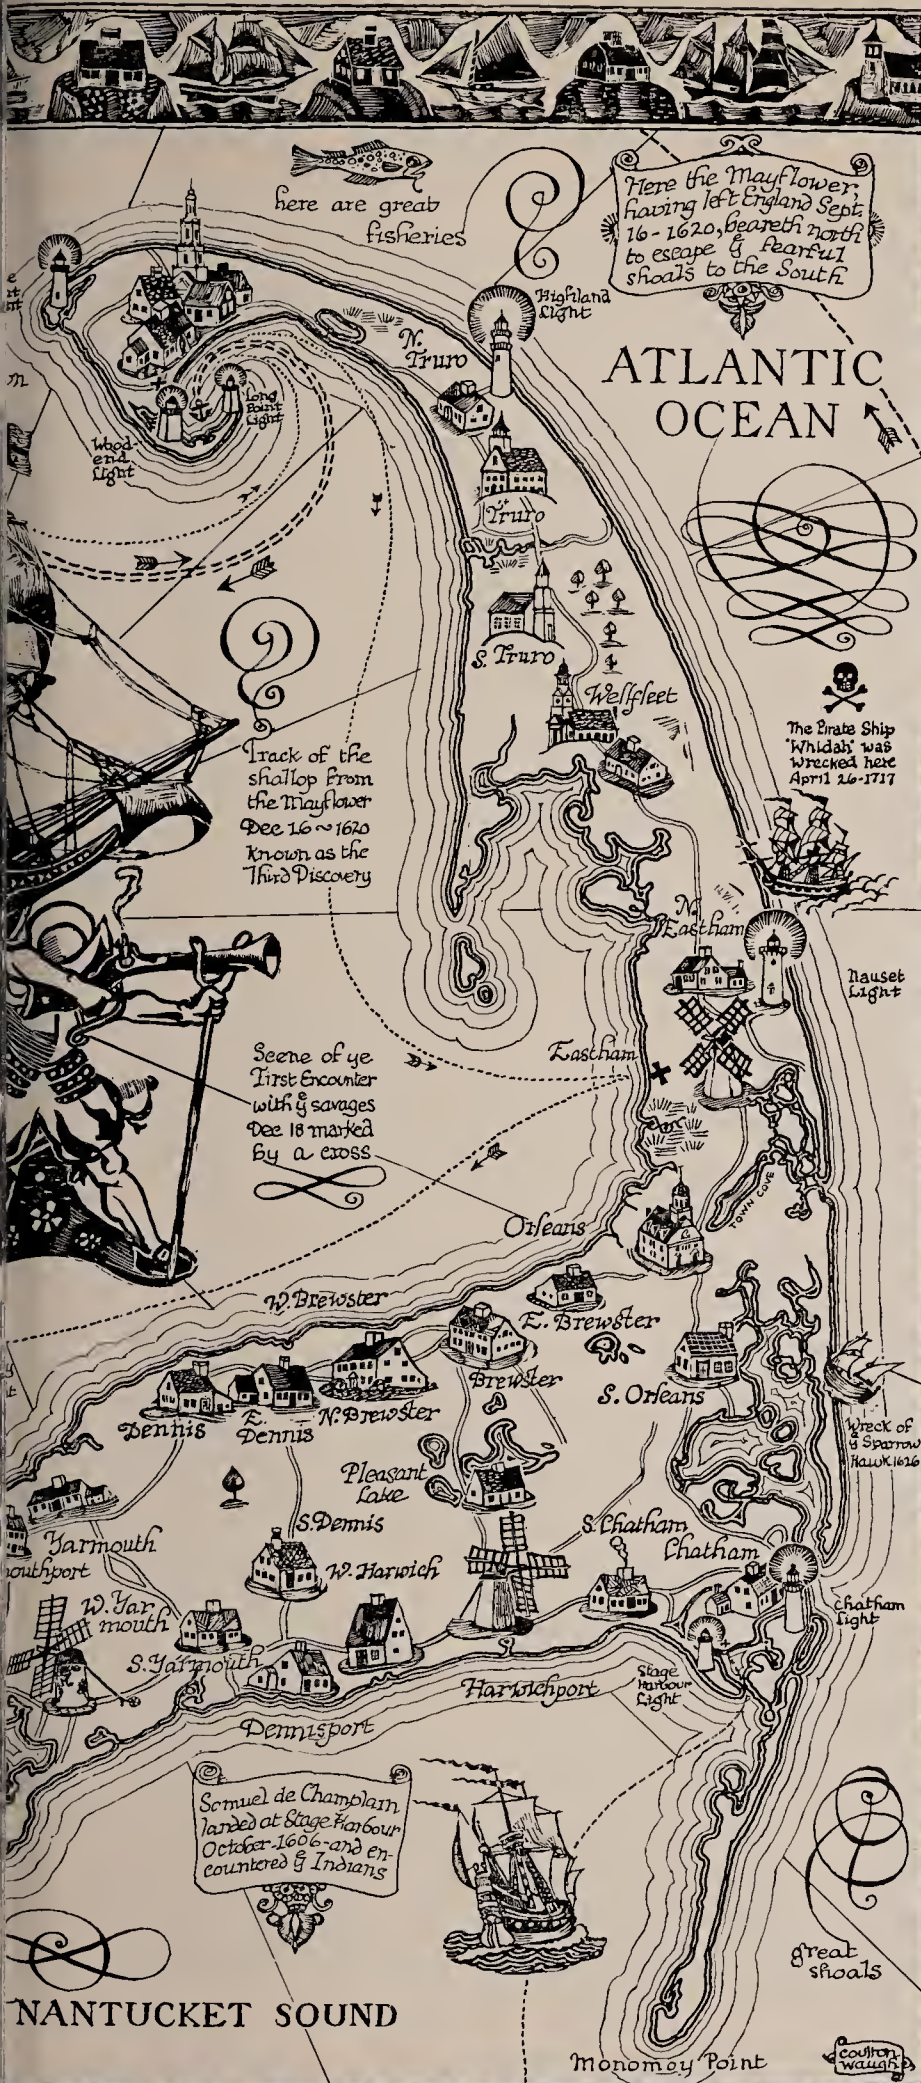 here are great
fisheries
Here the Mayflower,
having left England Sept.
16-1620, beareth north
to escape ye fearful
shoals to the South
Highland
Light
N.
Truro
ATLANTIC
OCEAN
Long
Point
Light
Wood-
end
Light
Truro
S. Truro
Wellfleet
The Pirate Ship
"Whidah" was
wrecked here
April 26-1717
Track of the
shallop from
the Mayflower
Dec 16~1620
known as the
Third Discovery
N.
Eastham
Nauset
Light
Eastham
Scene of ye
First Encounter
with ye savages
Dec 18 marked
by a cross
TOWN COVE
Orleans
W. Brewster
E. Brewster
Brewster
S. Orleans
Dennis
E.
Dennis
N. Brewster
Wreck of
ye Sparrow
Hawk 1626
Pleasant
Lake
S. Dennis
S. Chatham
Chatham
Yarmouth
outhport
W. Harwich
W. Yar
mouth
Chatham
Light
S. Yarmouth
Harwichport
Stage
Harbour
Light
Dennisport
Samuel de Champlain
landed at Stage Harbour
October-1606-and en-
countered ye Indians
great
shoals
NANTUCKET SOUND
Monomoy Point
coulton
waugh